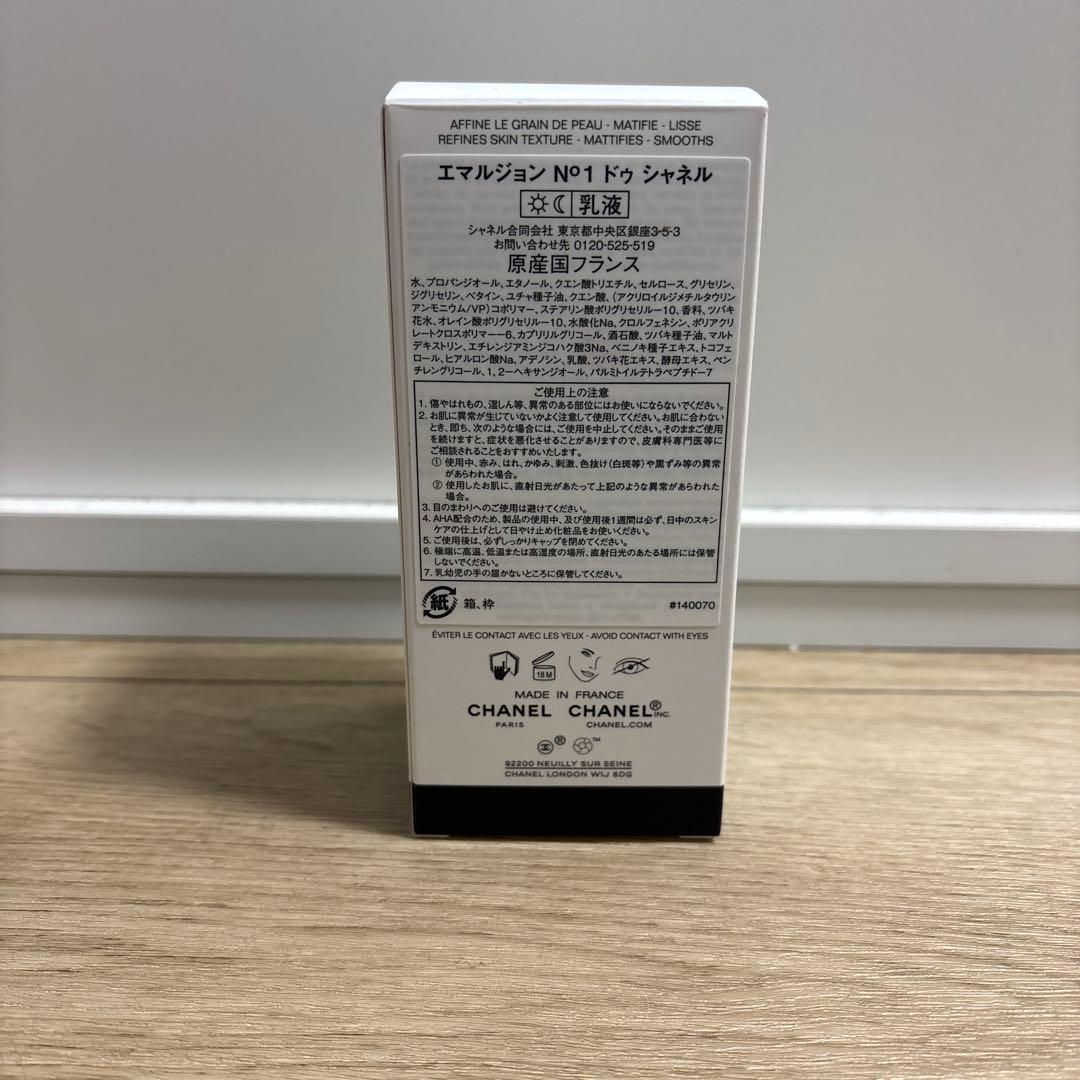 AFFINE LE GRAIN DE PEAU - MATIFIE - LISSE
REFINES SKIN TEXTURE - MATTIFIES - SMOOTHS
エマルジョン Nº1 ドゥ シャネル
乳液
シャネル合同会社 東京都中央区銀座3-5-3
お問い合わせ先 0120-525-519
原産国フランス
水、プロパンジオール、エタノール、クエン酸トリエチル、セルロース、グリセリン、
ジグリセリン、ベタイン、ユチャ種子油、クエン酸、(アクリロイルジメチルタウリン
アンモニウム/VP)コポリマー、ステアリン酸ポリグリセリル-10、香料、ツバキ
花水、オレイン酸ポリグリセリル-10、水酸化Na、クロルフェネシン、ポリアクリ
レートクロスポリマー-6、カプリリルグリコール、酒石酸、ツバキ種子油、マルト
デキストリン、エチレンジアミンジコハク酸3Na、ベニノキ種子エキス、トコフェ
ロール、ヒアルロン酸Na、アデノシン、乳酸、ツバキ花エキス、酵母エキス、ペン
チレングリコール、1,2-ヘキサンジオール、パルミトイルテトラペプチド-7
ご使用上の注意
1. 傷やはれもの、湿しん等、異常のある部位にはお使いにならないでください。
2. お肌に異常が生じていないかよく注意して使用してください。お肌に合わない
とき、即ち、次のような場合には、ご使用を中止してください。そのままご使用
を続けますと、症状を悪化させることがありますので、皮膚科専門医等に
ご相談されることをおすすめいたします。
① 使用中、赤み、はれ、かゆみ、刺激、色抜け(白斑等)や黒ずみ等の異常
があらわれた場合。
② 使用したお肌に、直射日光があたって上記のような異常があらわれた
場合。
3. 目のまわりへのご使用は避けてください。
4. AHA配合のため、製品の使用中、及び使用後1週間は必ず、日中のスキン
ケアの仕上げとして日やけ止め化粧品をお使いください。
5. ご使用後は、必ずしっかりキャップを閉めてください。
6. 極端に高温、低温または高湿度の場所、直射日光のあたる場所には保管
しないでください。
7. 乳幼児の手の届かないところに保管してください。
紙 箱、枠 #140070
ÉVITER LE CONTACT AVEC LES YEUX - AVOID CONTACT WITH EYES
18 M
MADE IN FRANCE
CHANEL CHANEL® INC.
PARIS CHANEL.COM
® ™
92200 NEUILLY SUR SEINE
CHANEL LONDON W1J 6DG